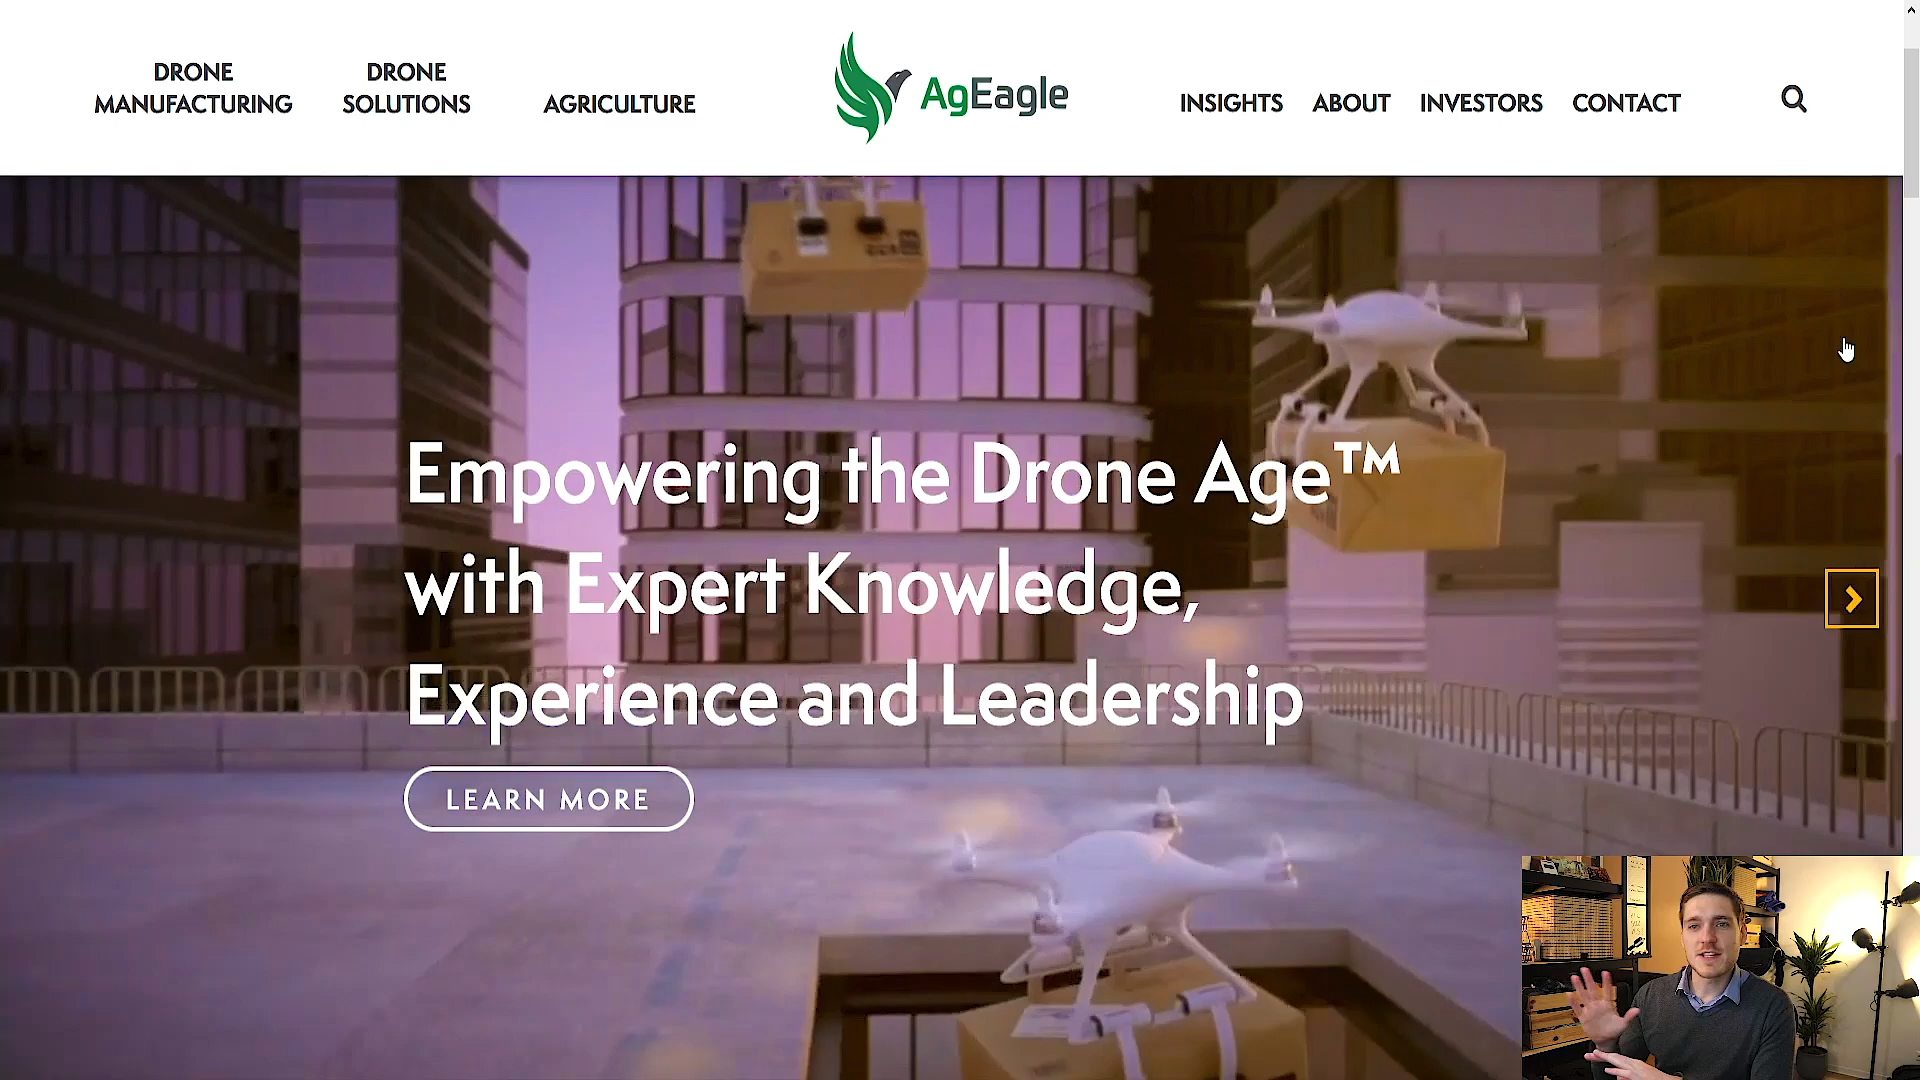 DRONE
MANUFACTURING
DRONE
SOLUTIONS
AGRICULTURE
AgEagle
INSIGHTS
ABOUT
INVESTORS
CONTACT
Empowering the Drone Age™
with Expert Knowledge,
Experience and Leadership
LEARN MORE